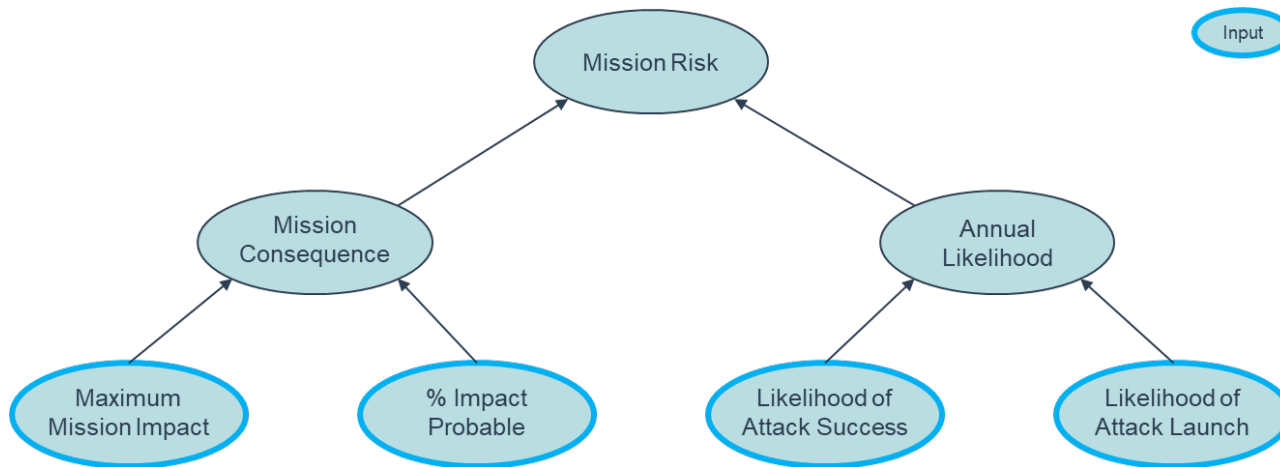 Input
Mission Risk
Mission
Consequence
Annual
Likelihood
Maximum
Mission Impact
% Impact
Probable
Likelihood of
Attack Success
Likelihood of
Attack Launch